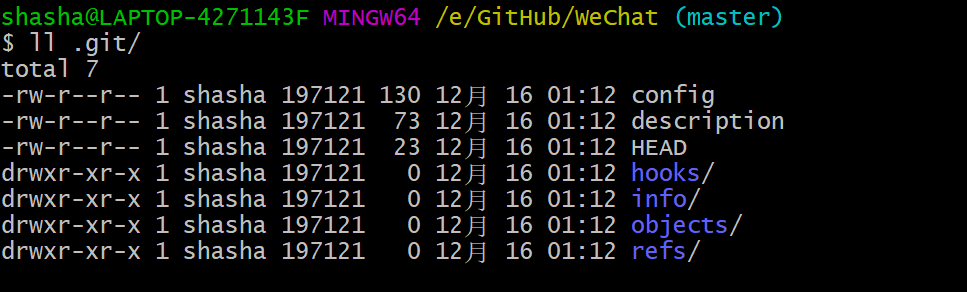 shasha@LAPTOP-4271143F MINGW64 /e/GitHub/WeChat (master)
$ ll .git/
total 7
-rw-r--r-- 1 shasha 197121 130 12月 16 01:12 config
-rw-r--r-- 1 shasha 197121  73 12月 16 01:12 description
-rw-r--r-- 1 shasha 197121  23 12月 16 01:12 HEAD
drwxr-xr-x 1 shasha 197121   0 12月 16 01:12 hooks/
drwxr-xr-x 1 shasha 197121   0 12月 16 01:12 info/
drwxr-xr-x 1 shasha 197121   0 12月 16 01:12 objects/
drwxr-xr-x 1 shasha 197121   0 12月 16 01:12 refs/